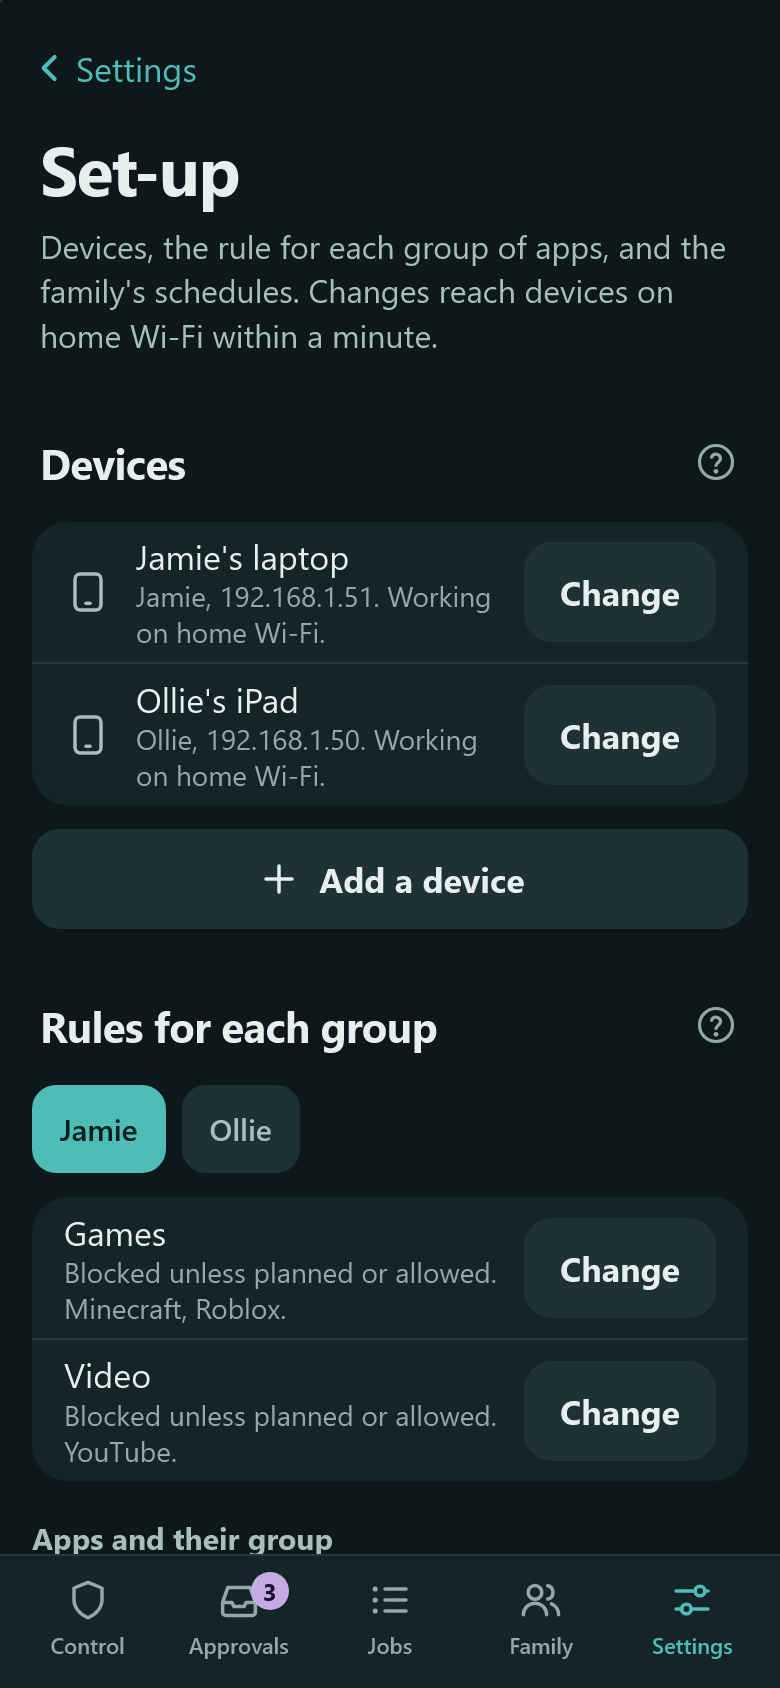 Settings
Set-up
Devices, the rule for each group of apps, and the
family's schedules. Changes reach devices on
home Wi-Fi within a minute.
Devices
Jamie's laptop
Jamie, 192.168.1.51. Working
on home Wi-Fi.
Change
Ollie's iPad
Ollie, 192.168.1.50. Working
on home Wi-Fi.
Change
Add a device
Rules for each group
Jamie
Ollie
Games
Blocked unless planned or allowed.
Minecraft, Roblox.
Change
Video
Blocked unless planned or allowed.
YouTube.
Change
Apps and their group
3
Control
Approvals
Jobs
Family
Settings